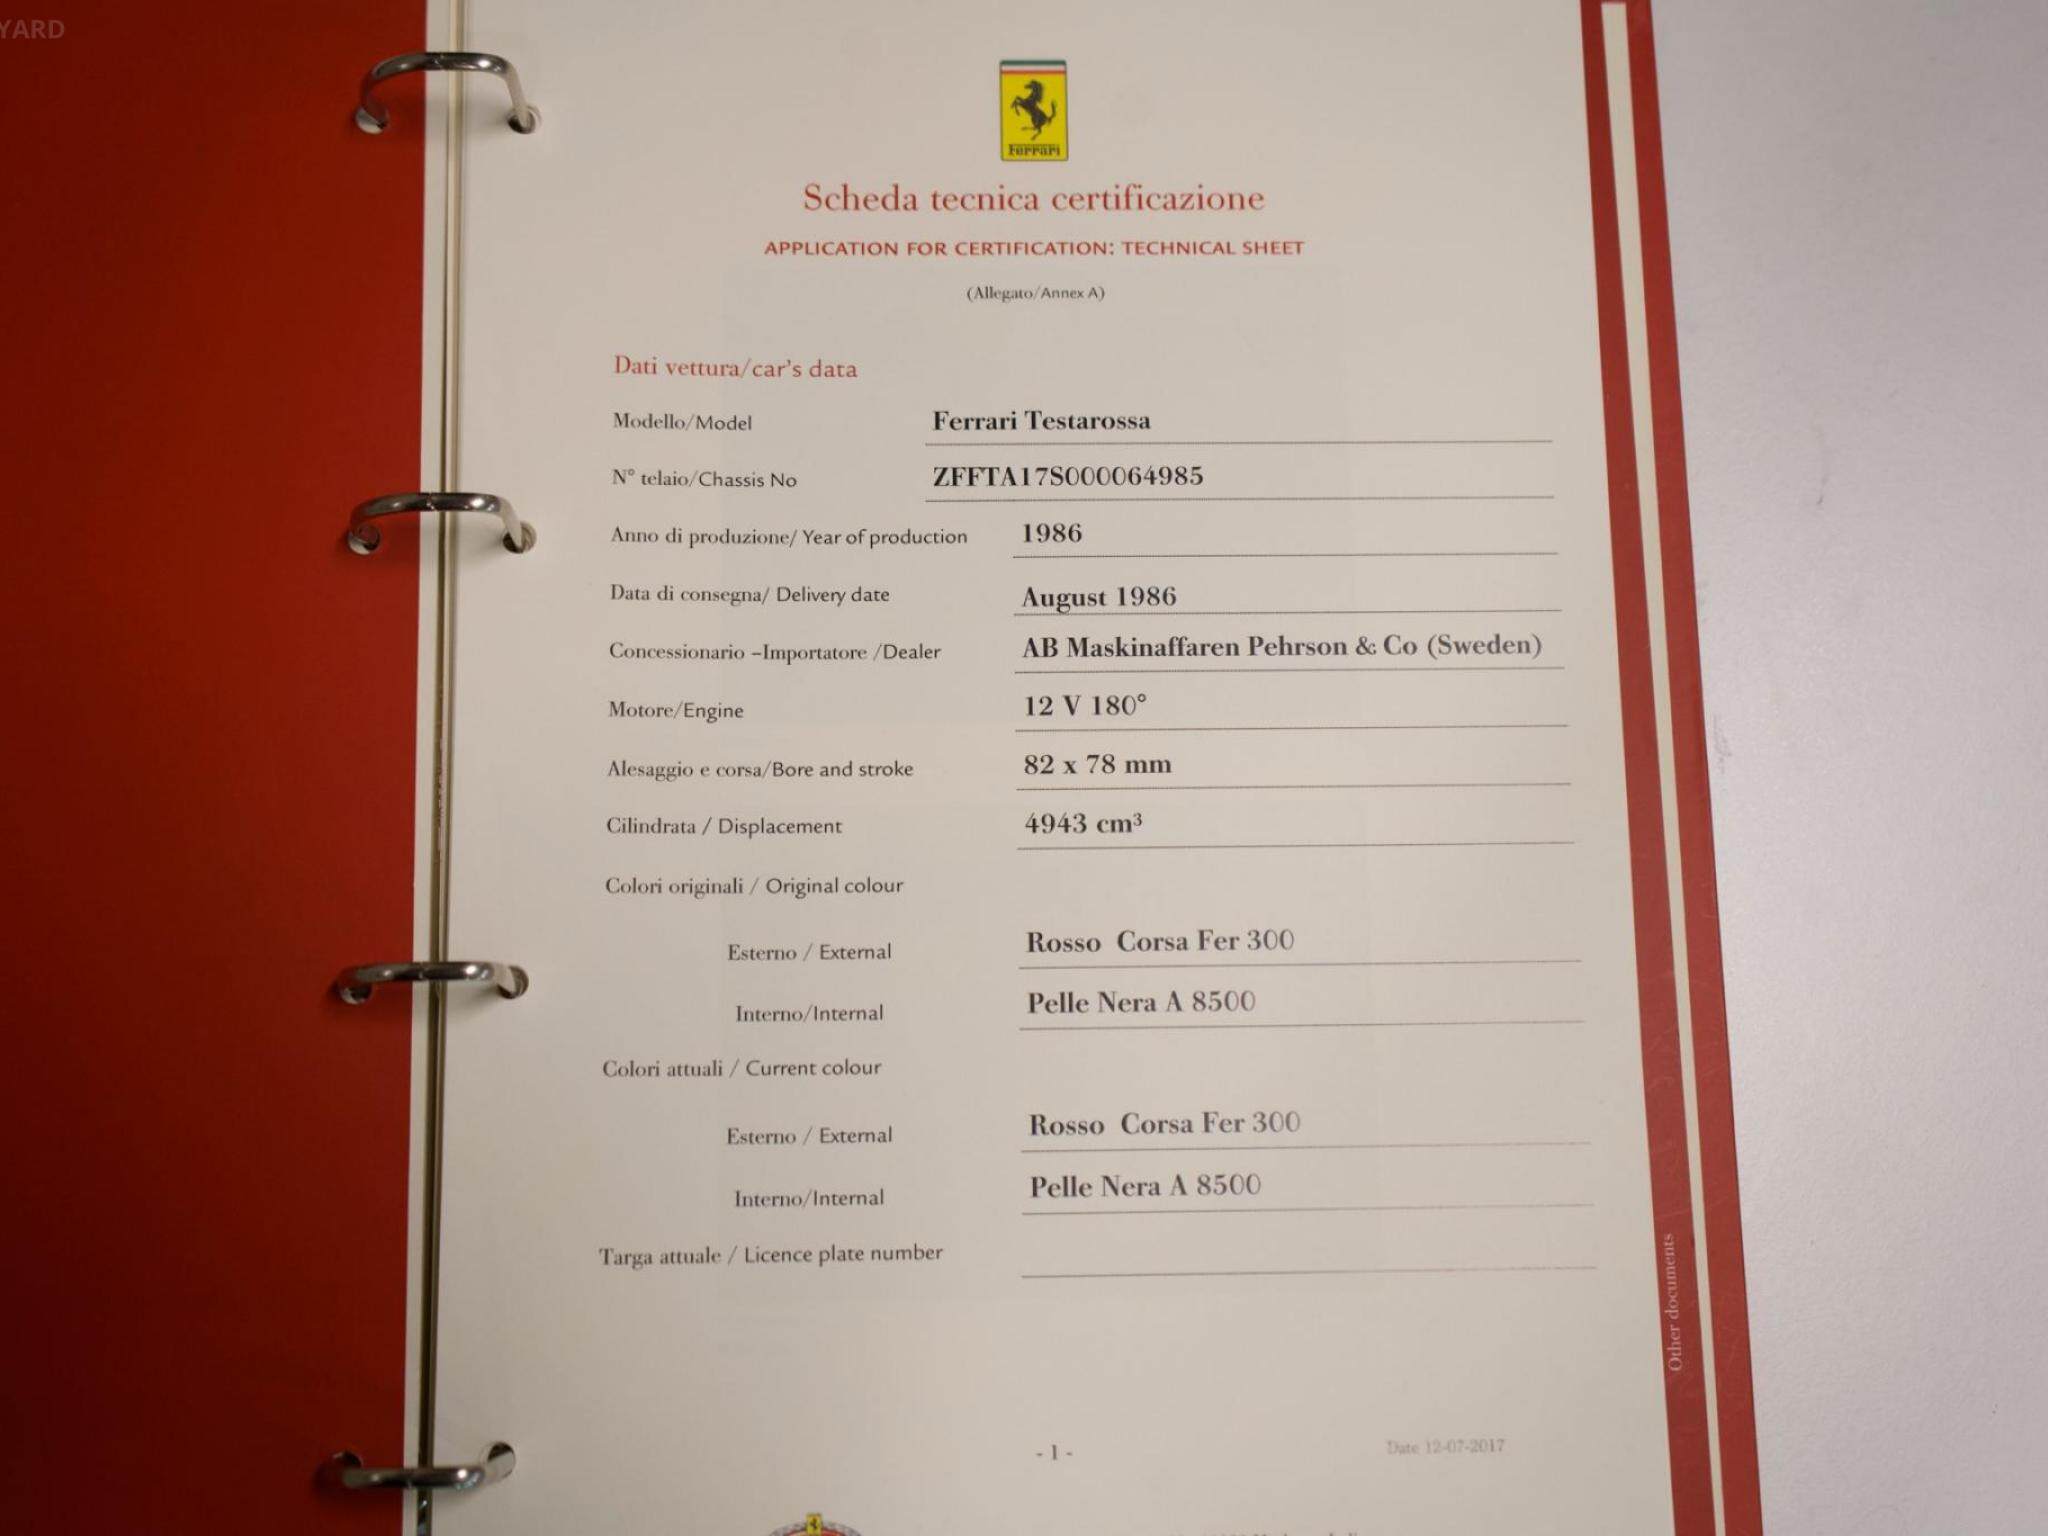 YARD
Ferrari
Scheda tecnica certificazione
APPLICATION FOR CERTIFICATION: TECHNICAL SHEET
(Allegato/Annex A)
Dati vettura/car's data
Modello/Model Ferrari Testarossa
N° telaio/Chassis No ZFFTA17S000064985
Anno di produzione/ Year of production 1986
Data di consegna/ Delivery date August 1986
Concessionario –Importatore /Dealer AB Maskinaffaren Pehrson & Co (Sweden)
Motore/Engine 12 V 180°
Alesaggio e corsa/Bore and stroke 82 x 78 mm
Cilindrata / Displacement 4943 cm³
Colori originali / Original colour
Esterno / External Rosso Corsa Fer 300
Interno/Internal Pelle Nera A 8500
Colori attuali / Current colour
Esterno / External Rosso Corsa Fer 300
Interno/Internal Pelle Nera A 8500
Targa attuale / Licence plate number
Other documents
- 1 -
Date 12-07-2017